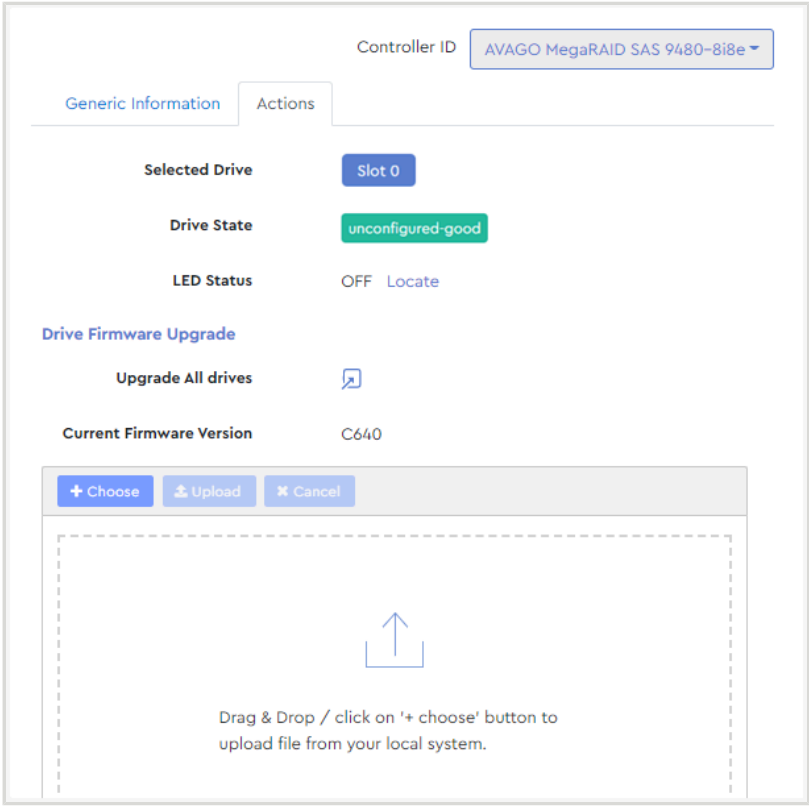 Controller ID AVAGO MegaRAID SAS 9480-8i8e
Generic Information Actions
Selected Drive Slot 0
Drive State unconfigured-good
LED Status OFF Locate
Drive Firmware Upgrade
Upgrade All drives
Current Firmware Version C640
+ Choose Upload × Cancel
Drag & Drop / click on '+ choose' button to
upload file from your local system.